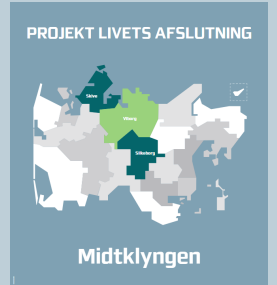 PROJEKT LIVETS AFSLUTNING
Skive
Viborg
Silkeborg
Midtklyngen